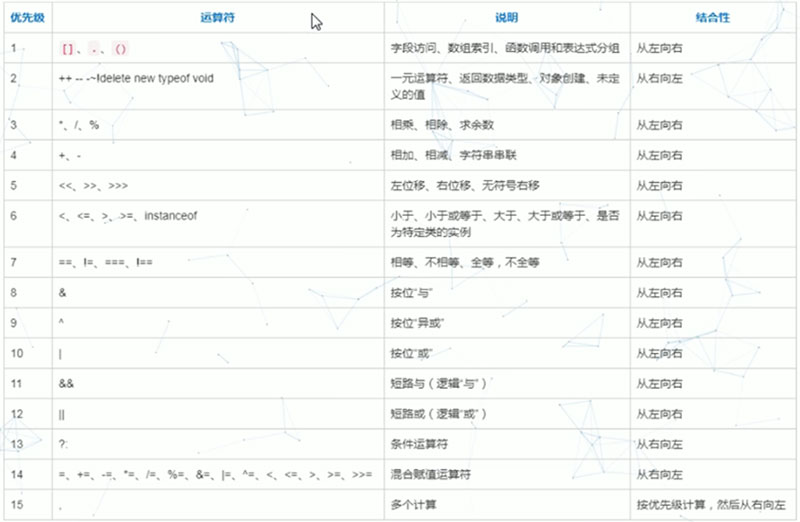 优先级 运算符 说明 结合性
1 []、.、() 字段访问、数组索引、函数调用和表达式分组 从左向右
2 ++ -- -~!delete new typeof void 一元运算符、返回数据类型、对象创建、未定义的值 从右向左
3 *、/、% 相乘、相除、求余数 从左向右
4 +、- 相加、相减、字符串串联 从左向右
5 <<、>>、>>> 左位移、右位移、无符号右移 从左向右
6 <、<=、>、>=、instanceof 小于、小于或等于、大于、大于或等于、是否为特定类的实例 从左向右
7 ==、!=、===、!== 相等、不相等、全等，不全等 从左向右
8 & 按位“与” 从左向右
9 ^ 按位“异或” 从左向右
10 | 按位“或” 从左向右
11 && 短路与（逻辑“与”） 从左向右
12 || 短路或（逻辑“或”） 从左向右
13 ?: 条件运算符 从右向左
14 =、+=、-=、*=、/=、%=、&=、|=、^=、<、<=、>、>=、>>= 混合赋值运算符 从右向左
15 , 多个计算 按优先级计算，然后从右向左